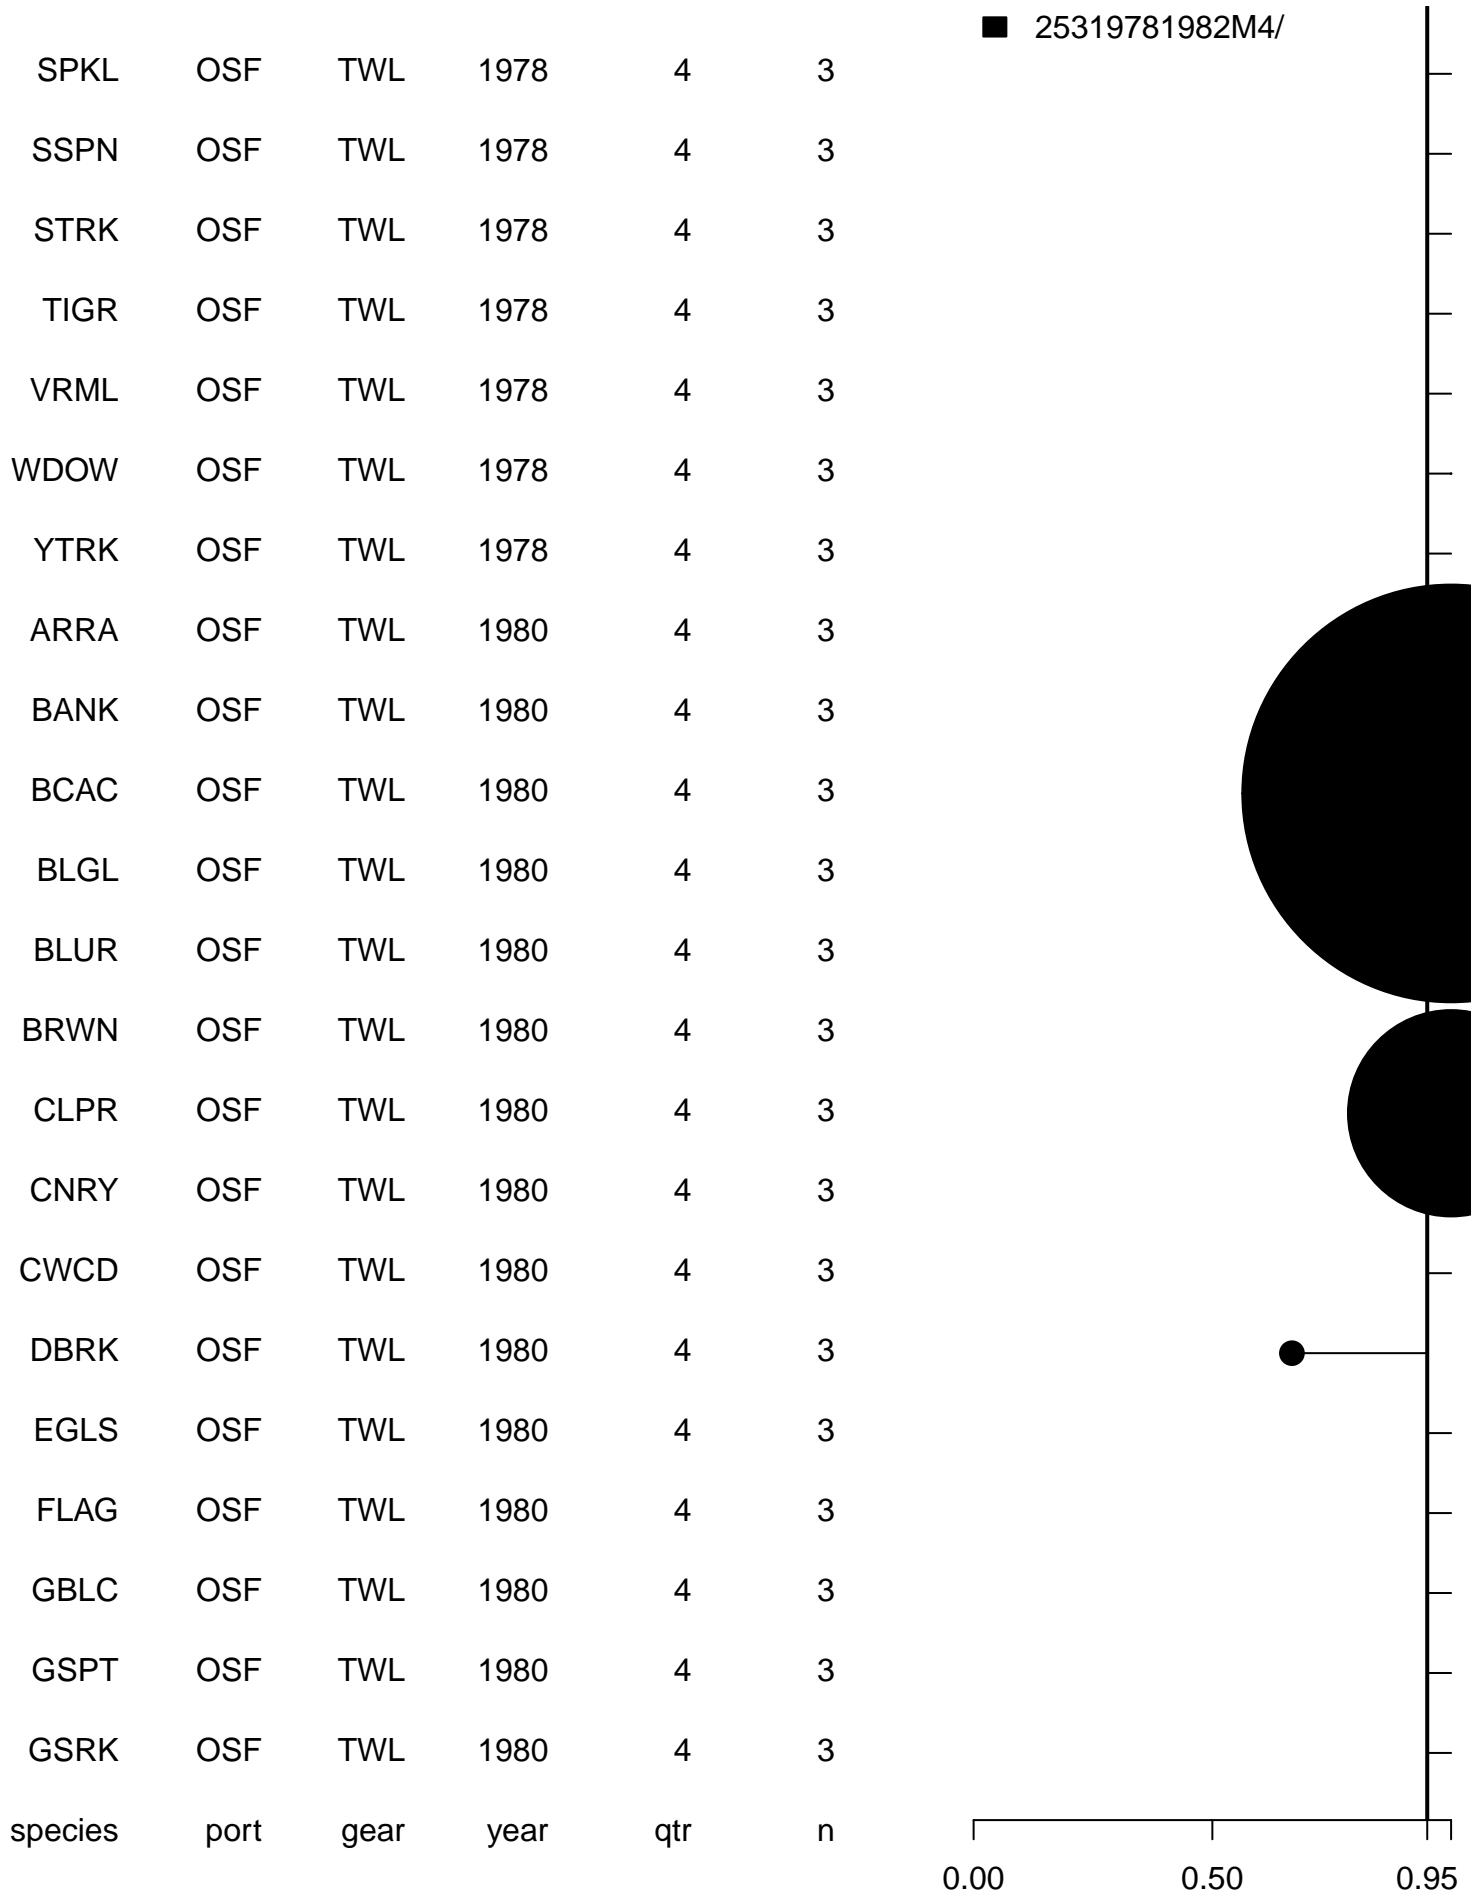 25319781982M4/
SPKL OSF TWL 1978 4 3
SSPN OSF TWL 1978 4 3
STRK OSF TWL 1978 4 3
TIGR OSF TWL 1978 4 3
VRML OSF TWL 1978 4 3
WDOW OSF TWL 1978 4 3
YTRK OSF TWL 1978 4 3
ARRA OSF TWL 1980 4 3
BANK OSF TWL 1980 4 3
BCAC OSF TWL 1980 4 3
BLGL OSF TWL 1980 4 3
BLUR OSF TWL 1980 4 3
BRWN OSF TWL 1980 4 3
CLPR OSF TWL 1980 4 3
CNRY OSF TWL 1980 4 3
CWCD OSF TWL 1980 4 3
DBRK OSF TWL 1980 4 3
EGLS OSF TWL 1980 4 3
FLAG OSF TWL 1980 4 3
GBLC OSF TWL 1980 4 3
GSPT OSF TWL 1980 4 3
GSRK OSF TWL 1980 4 3
species port gear year qtr n
0.00 0.50 0.95